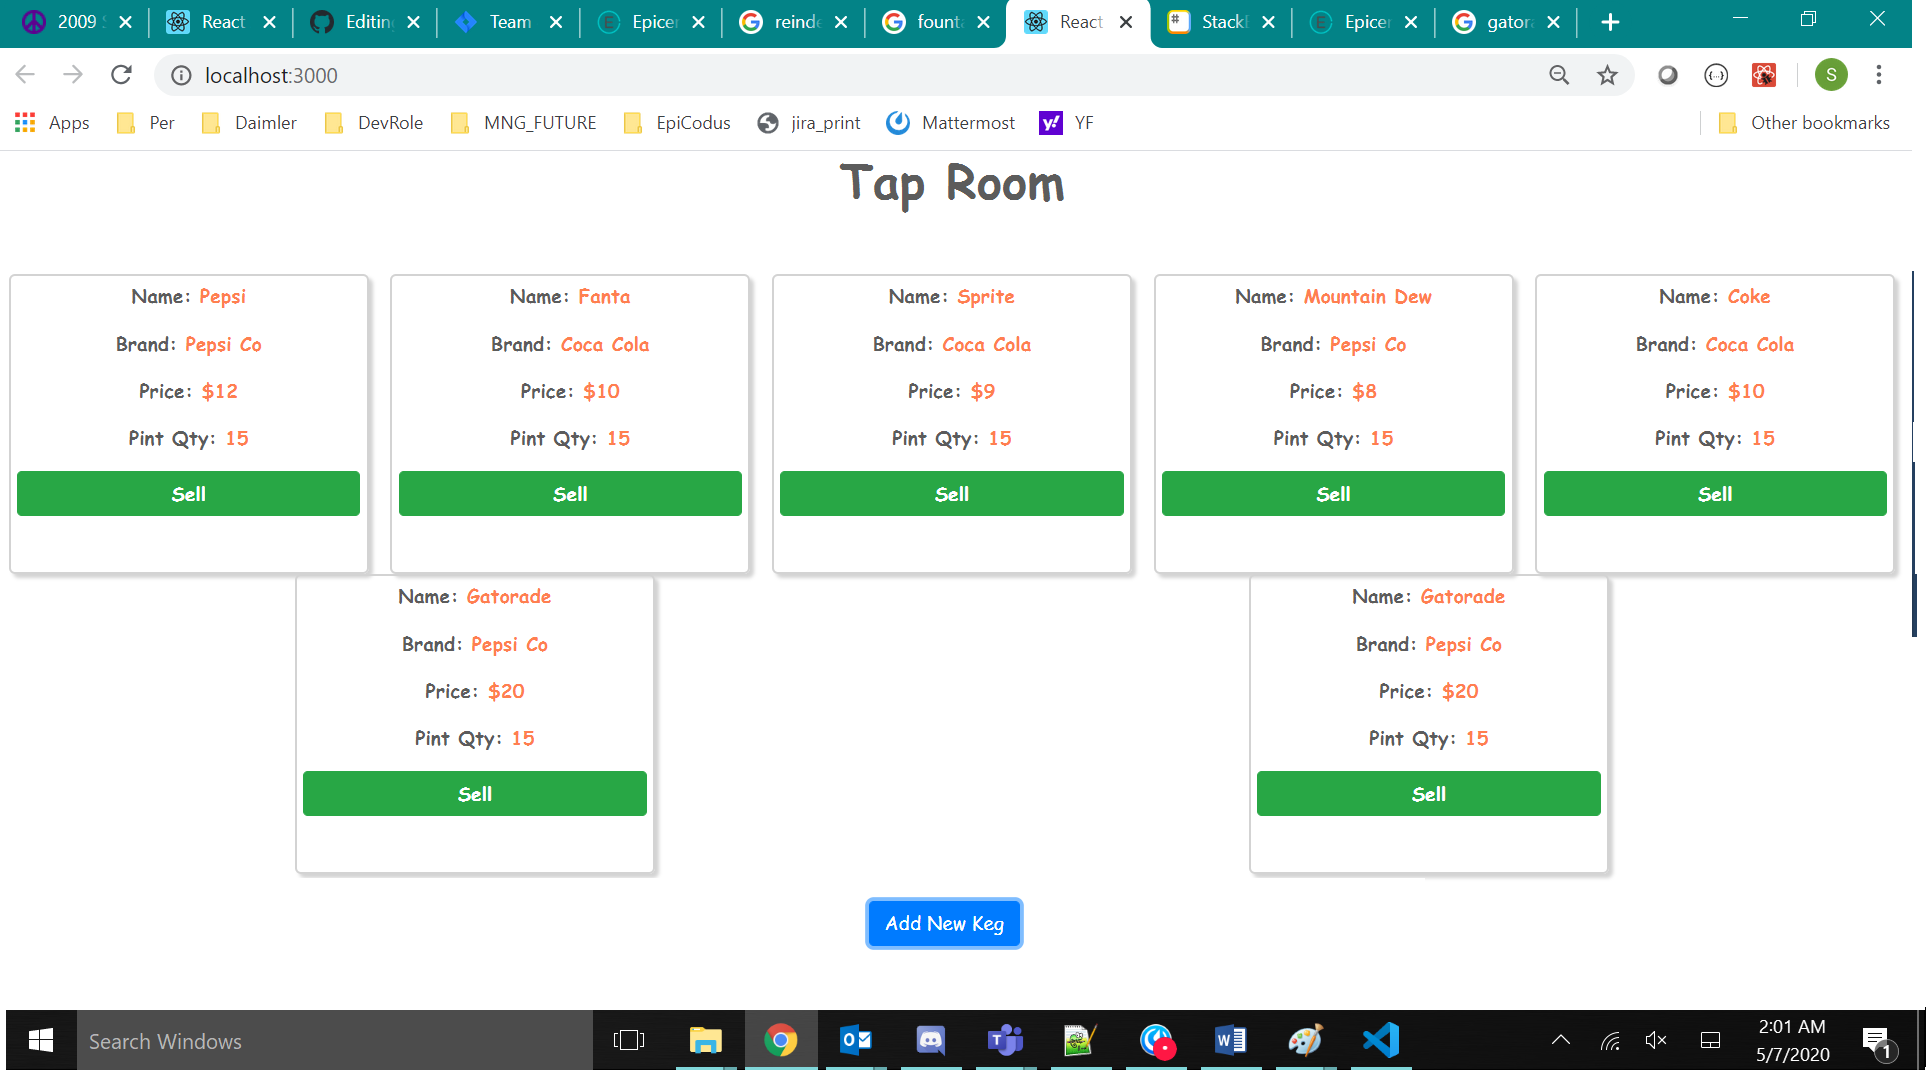 2009 S React Editing Team Epicer reinde founta React StackE Epicer gatora
localhost:3000
S
Apps Per Daimler DevRole MNG_FUTURE EpiCodus jira_print Mattermost y! YF Other bookmarks
Tap Room
Name: Pepsi
Brand: Pepsi Co
Price: $12
Pint Qty: 15
Sell
Name: Fanta
Brand: Coca Cola
Price: $10
Pint Qty: 15
Sell
Name: Sprite
Brand: Coca Cola
Price: $9
Pint Qty: 15
Sell
Name: Mountain Dew
Brand: Pepsi Co
Price: $8
Pint Qty: 15
Sell
Name: Coke
Brand: Coca Cola
Price: $10
Pint Qty: 15
Sell
Name: Gatorade
Brand: Pepsi Co
Price: $20
Pint Qty: 15
Sell
Name: Gatorade
Brand: Pepsi Co
Price: $20
Pint Qty: 15
Sell
Add New Keg
Search Windows
2:01 AM
5/7/2020
1